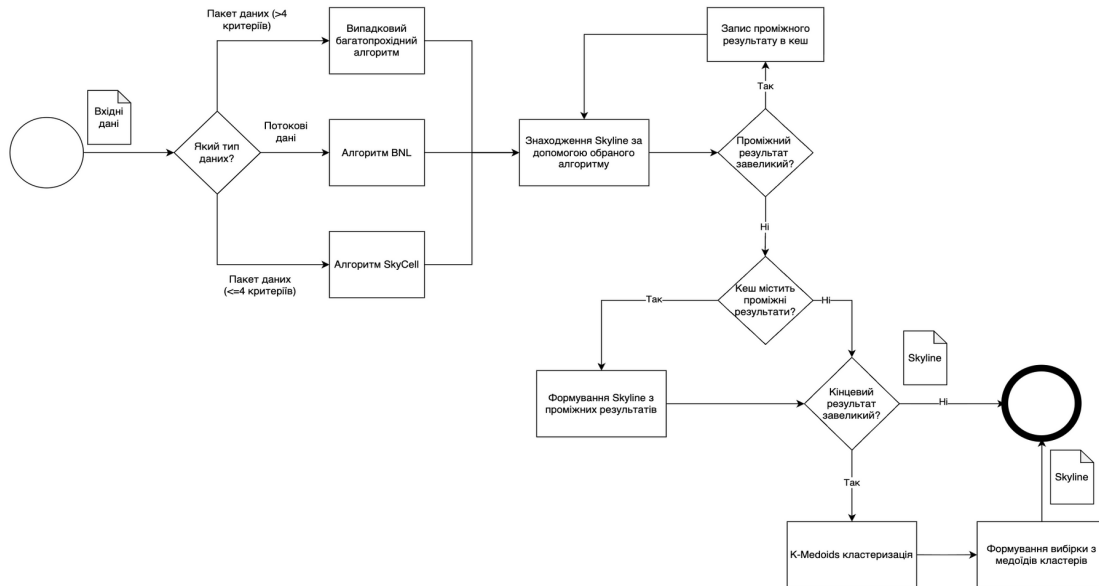 Пакет даних (>4
критеріїв)
Випадковий
багатопрохідний
алгоритм
Запис проміжного
результату в кеш
Вхідні
дані
Так
Потокові
дані
Який тип
даних?
Алгоритм BNL
Знаходження Skyline за
допомогою обраного
алгоритму
Проміжний
результат
завеликий?
Ні
Алгоритм SkyCell
Пакет даних
(<=4 критеріїв)
Кеш містить
проміжні
результати?
Так
Ні
Skyline
Формування Skyline з
проміжних результатів
Кінцевий
результат
завеликий?
Ні
Skyline
Так
K-Medoids кластеризація
Формування вибірки з
медоїдів кластерів